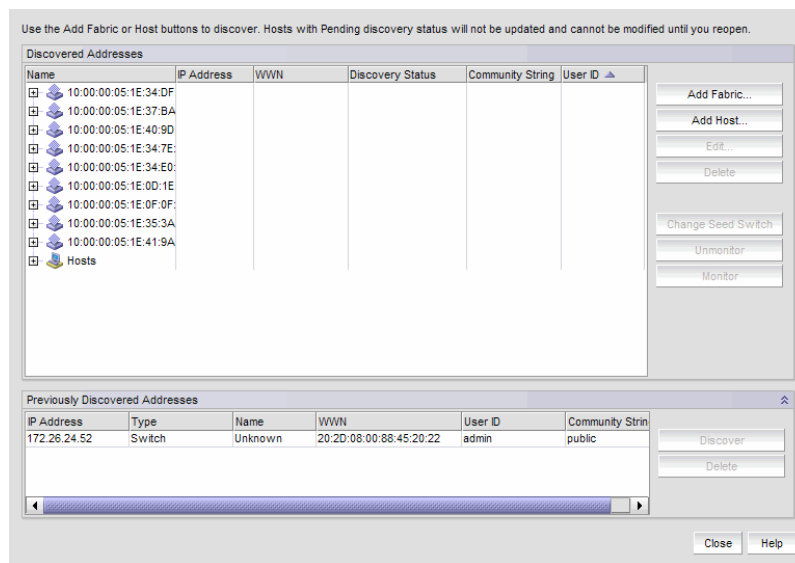 Use the Add Fabric or Host buttons to discover. Hosts with Pending discovery status will not be updated and cannot be modified until you reopen.
Discovered Addresses
Name IP Address WWN Discovery Status Community String User ID
10:00:00:05:1E:34:DF
10:00:00:05:1E:37:BA
10:00:00:05:1E:40:9D
10:00:00:05:1E:34:7E:
10:00:00:05:1E:34:E0:
10:00:00:05:1E:0D:1E
10:00:00:05:1E:0F:0F:
10:00:00:05:1E:35:3A
10:00:00:05:1E:41:9A
Hosts
Add Fabric...
Add Host...
Edit...
Delete
Change Seed Switch
Unmonitor
Monitor
Previously Discovered Addresses
IP Address Type Name WWN User ID Community Strin
172.26.24.52 Switch Unknown 20:2D:08:00:88:45:20:22 admin public
Discover
Delete
Close Help